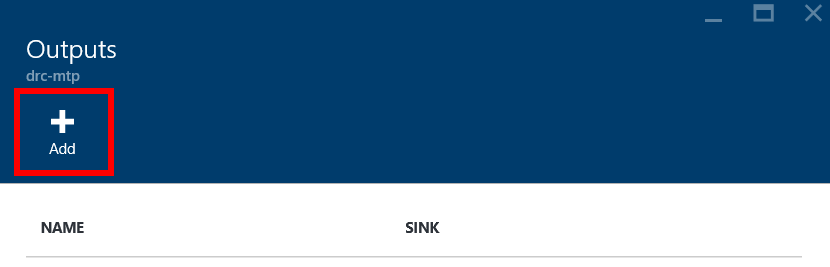 Outputs
drc-mtp
Add
NAME SINK